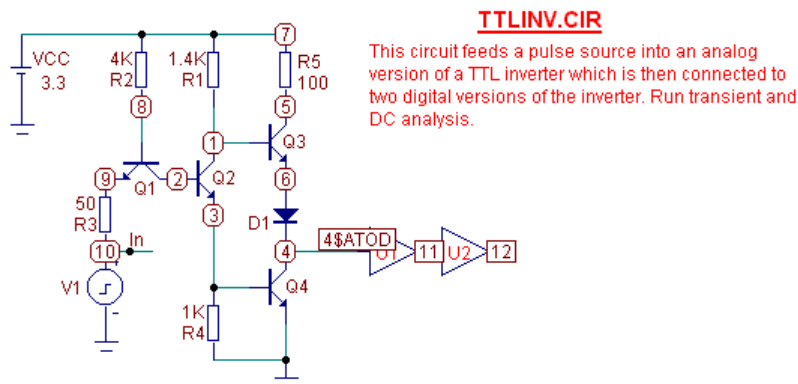 TTLINV.CIR
This circuit feeds a pulse source into an analog
version of a TTL inverter which is then connected to
two digital versions of the inverter. Run transient and
DC analysis.
7
VCC
3.3
4K
R2
1.4K
R1
R5
100
8
5
1
Q3
9
Q1
2
Q2
6
50
R3
3
D1
10
In
4
4$ATOD
U1
11
U2
12
V1
Q4
1K
R4